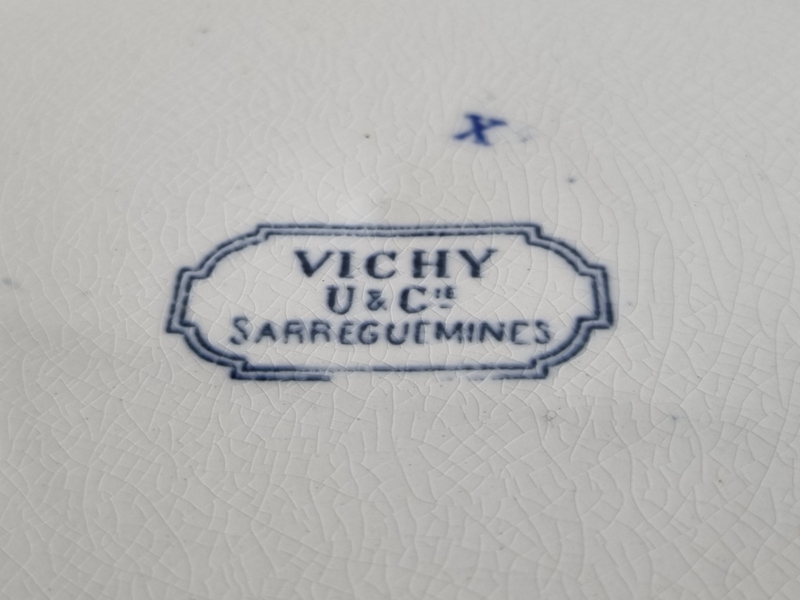 X
VICHY
U & Cⁱᴱ
SARREGUEMINES